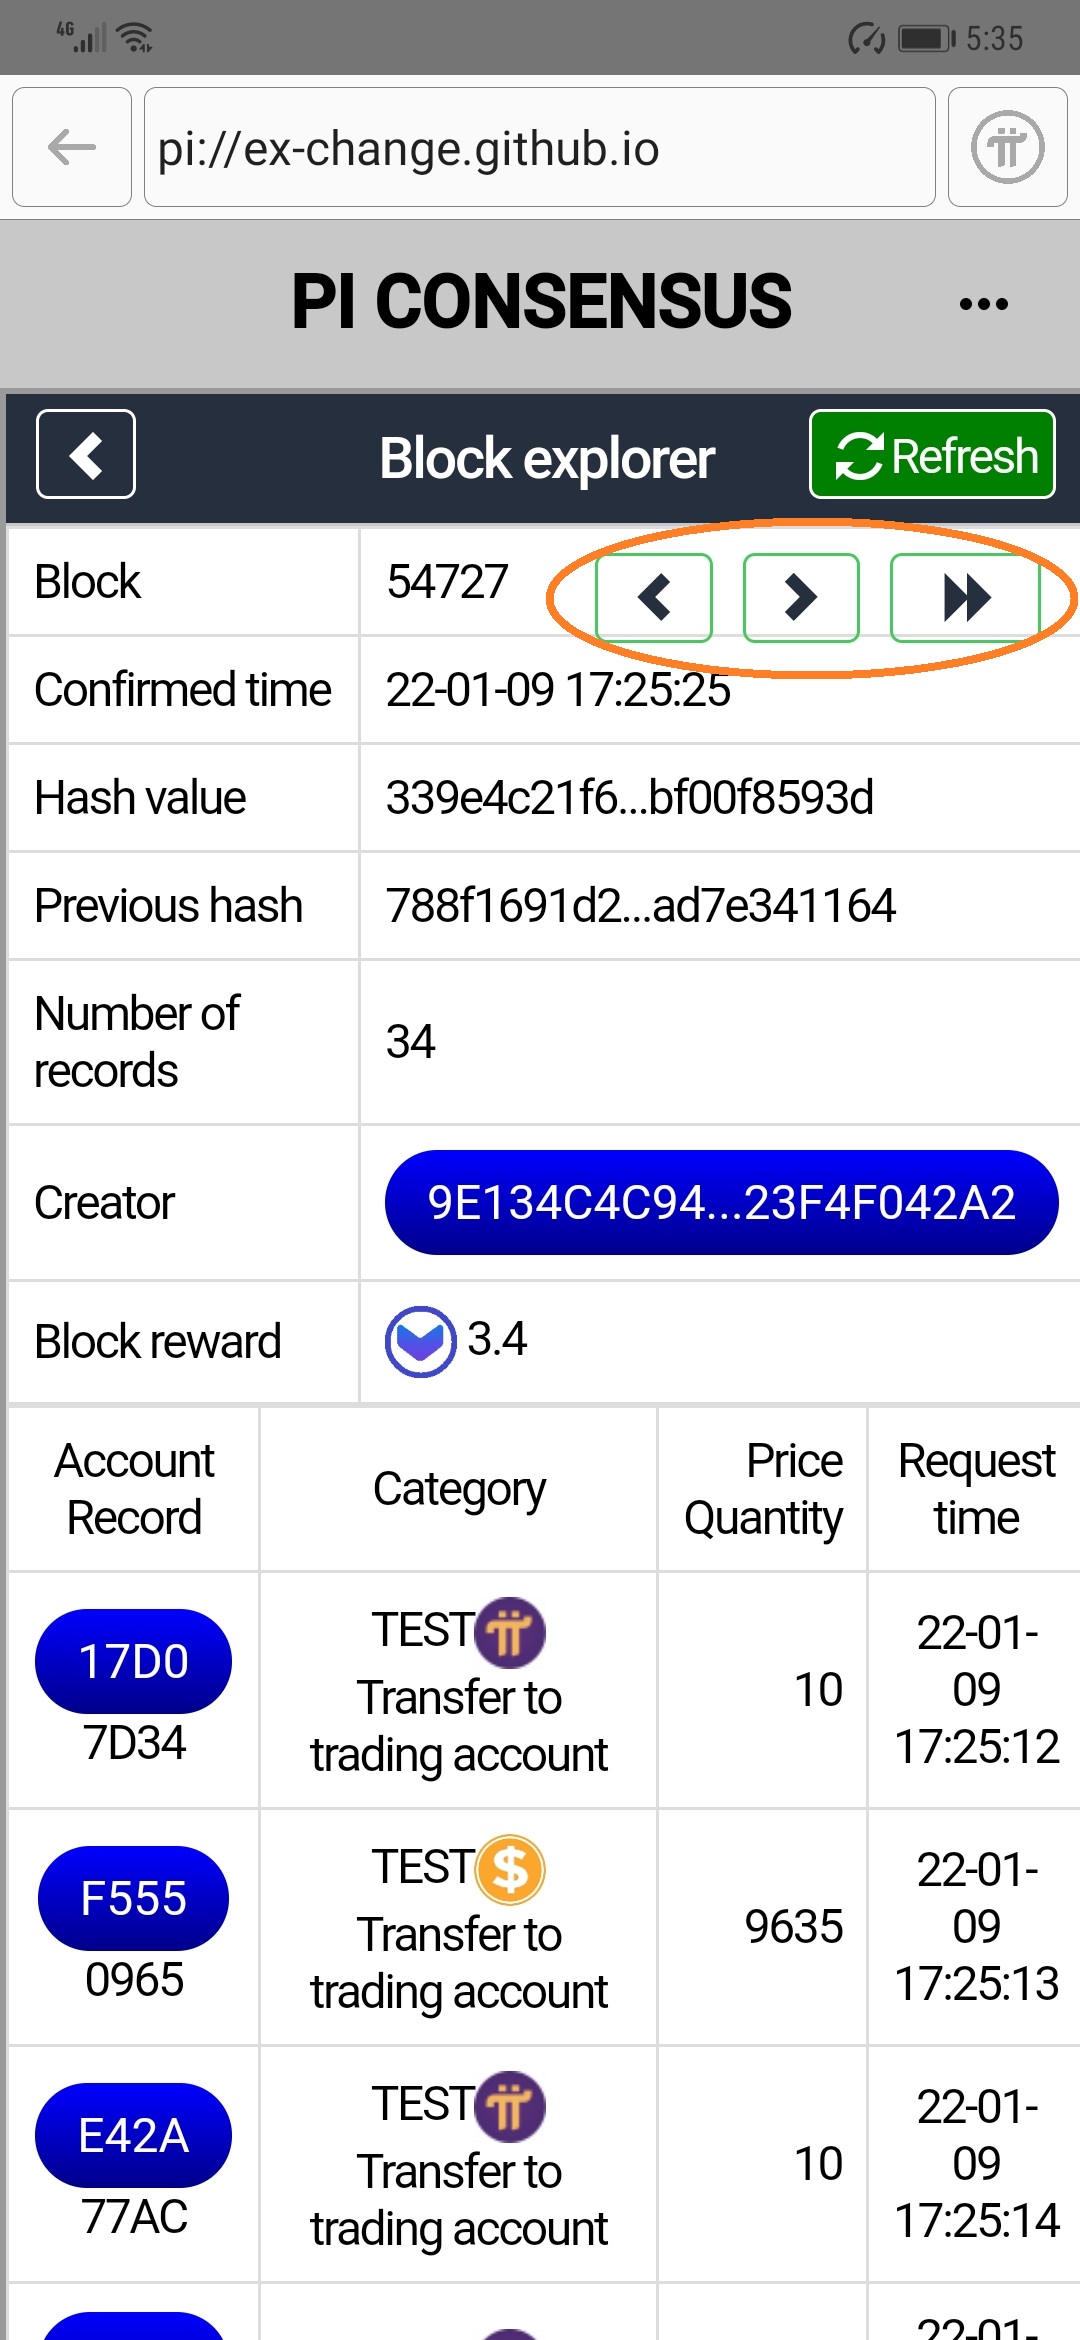 4G 5:35
pi://ex-change.github.io
PI CONSENSUS
Block explorer Refresh
Block 54727
Confirmed time 22-01-09 17:25:25
Hash value 339e4c21f6...bf00f8593d
Previous hash 788f1691d2...ad7e341164
Number of
records 34
Creator 9E134C4C94...23F4F042A2
Block reward 3.4
Account
Record
Category
Price
Quantity
Request
time
17D0
7D34
TEST
Transfer to
trading account
10
22-01-
09
17:25:12
F555
0965
TEST
Transfer to
trading account
9635
22-01-
09
17:25:13
E42A
77AC
TEST
Transfer to
trading account
10
22-01-
09
17:25:14
22-01-